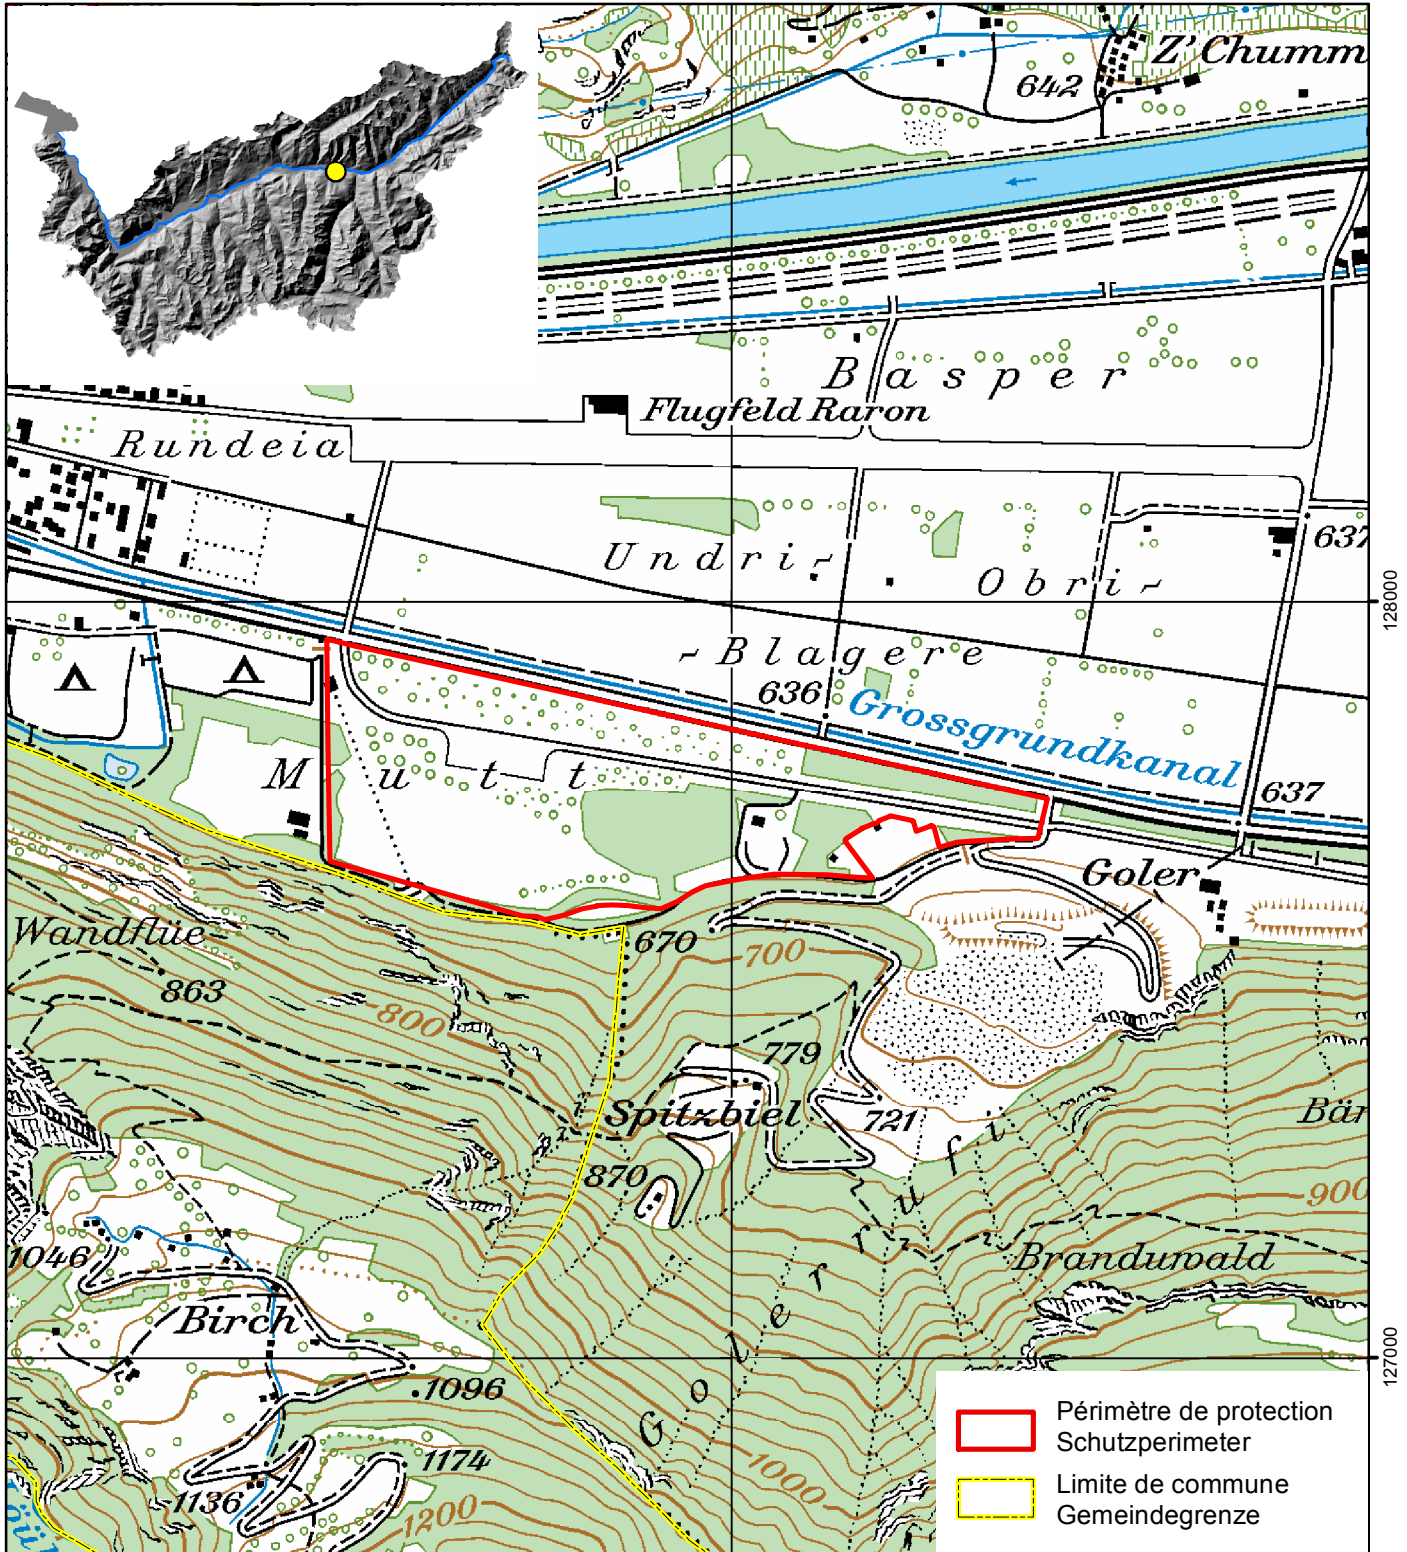 Z'Chumm
642
Basper
Flugfeld Raron
Rundeia
Undri-
Obri-
637
128000
-Blagere
636
Grossgrundkanal
637
Mutt
Goler
Wandflüe
670
700
863
800
779
Spitzbiel
721
Bär
870
900
1046
Branduwald
Birch
Golerrufi
127000
1096
1174
1000
1136
1200
Périmètre de protection
Schutzperimeter
Limite de commune
Gemeindegrenze